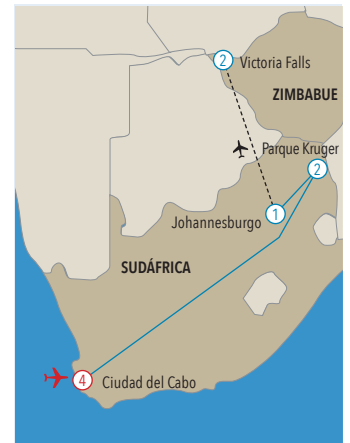 2 Victoria Falls
ZIMBABUE
Parque Kruger
2
1
Johannesburgo
SUDÁFRICA
4 Ciudad del Cabo